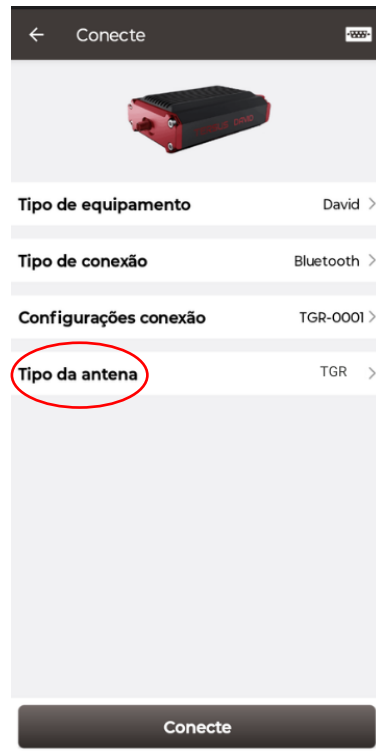 Conecte
Tipo de equipamento David
Tipo de conexão Bluetooth
Configurações conexão TGR-0001
Tipo da antena TGR
Conecte